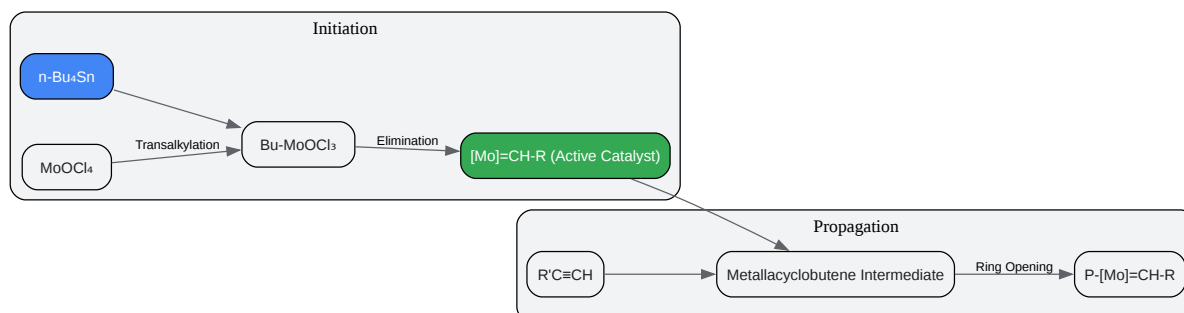 Initiation
n-Bu₄Sn
MoOCl₄
Transalkylation
Bu-MoOCl₃
Elimination
[Mo]=CH-R (Active Catalyst)
Propagation
R'C≡CH
Metallacyclobutene Intermediate
Ring Opening
P-[Mo]=CH-R